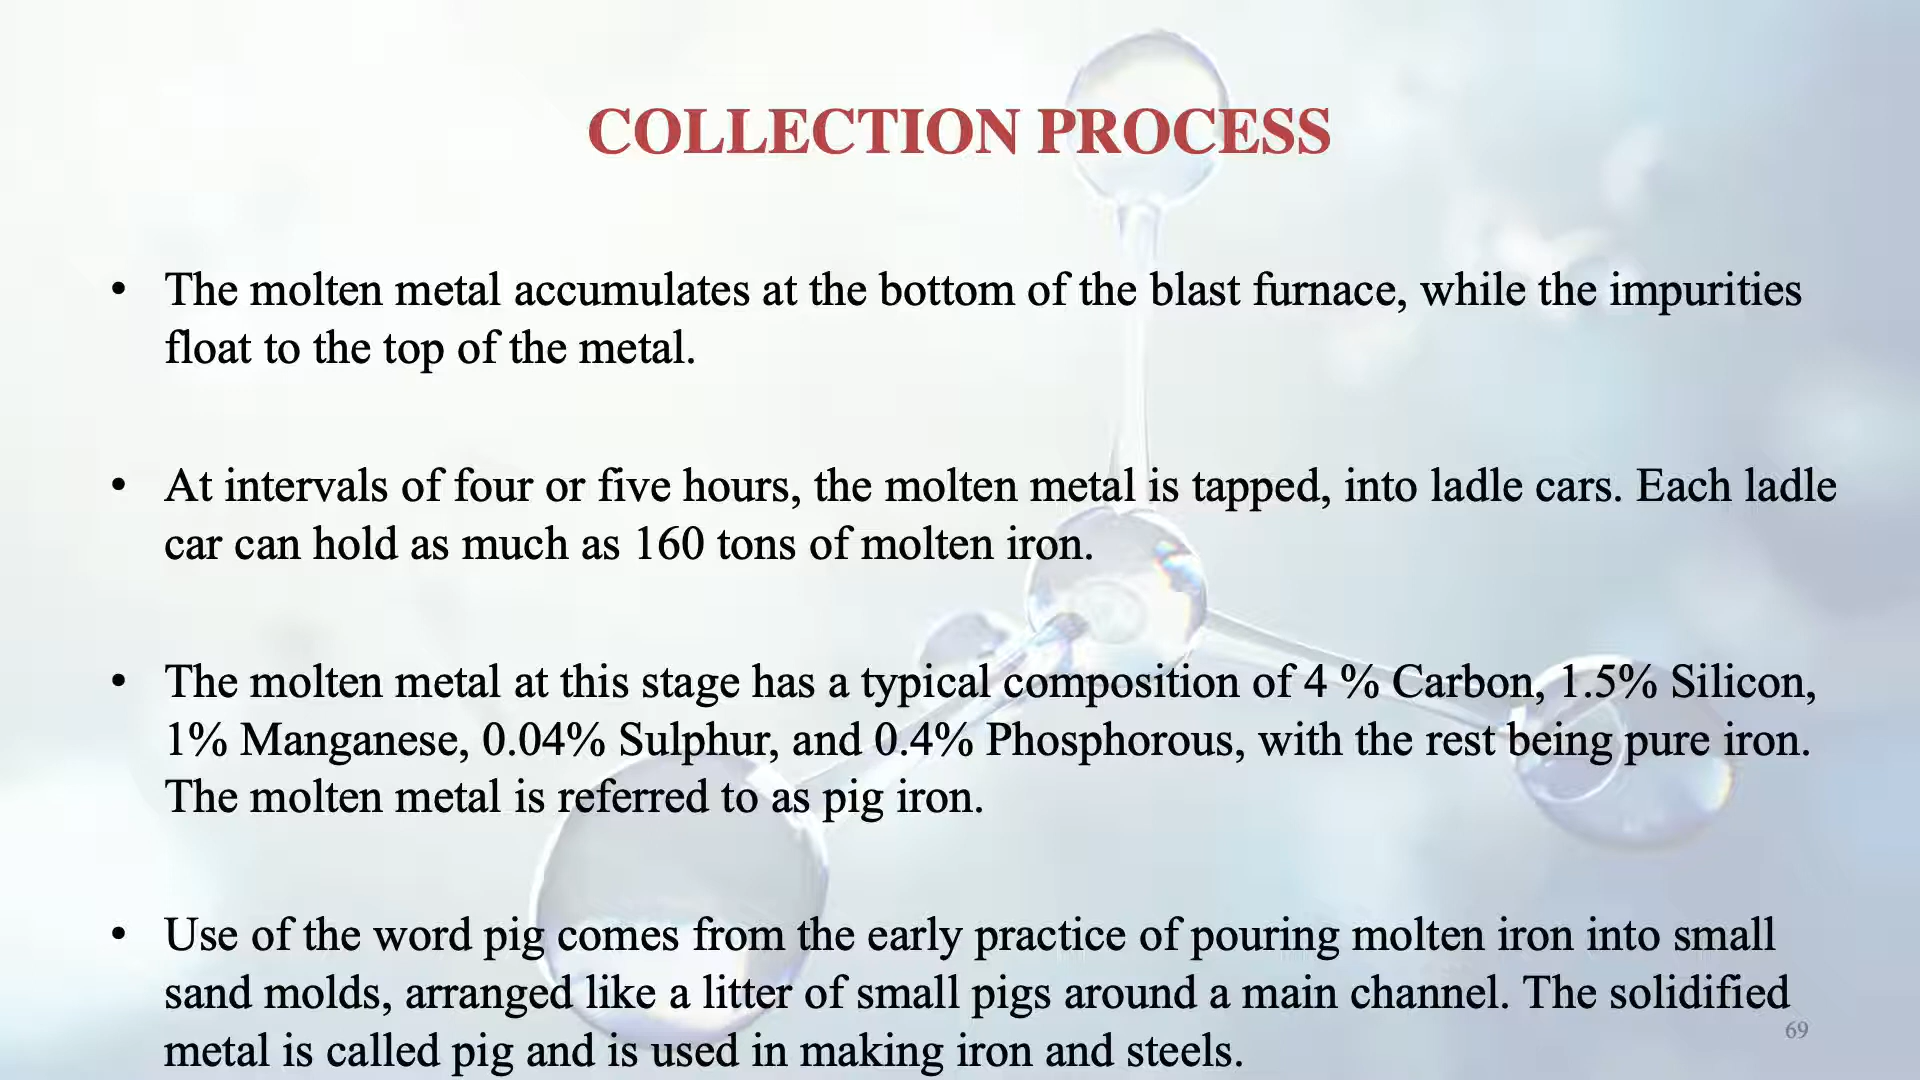 COLLECTION PROCESS
• The molten metal accumulates at the bottom of the blast furnace, while the impurities
float to the top of the metal.
• At intervals of four or five hours, the molten metal is tapped, into ladle cars. Each ladle
car can hold as much as 160 tons of molten iron.
• The molten metal at this stage has a typical composition of 4 % Carbon, 1.5% Silicon,
1% Manganese, 0.04% Sulphur, and 0.4% Phosphorous, with the rest being pure iron.
The molten metal is referred to as pig iron.
• Use of the word pig comes from the early practice of pouring molten iron into small
sand molds, arranged like a litter of small pigs around a main channel. The solidified
metal is called pig and is used in making iron and steels.
69